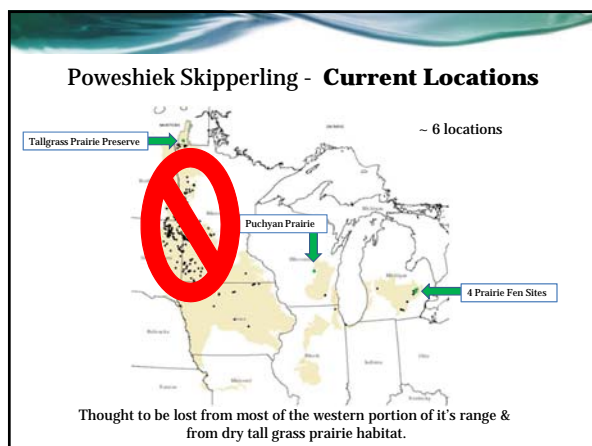 Poweshiek Skipperling - Current Locations
~ 6 locations
Tallgrass Prairie Preserve
Puchyan Prairie
Michigan
4 Prairie Fen Sites
Thought to be lost from most of the western portion of it's range &
from dry tall grass prairie habitat.